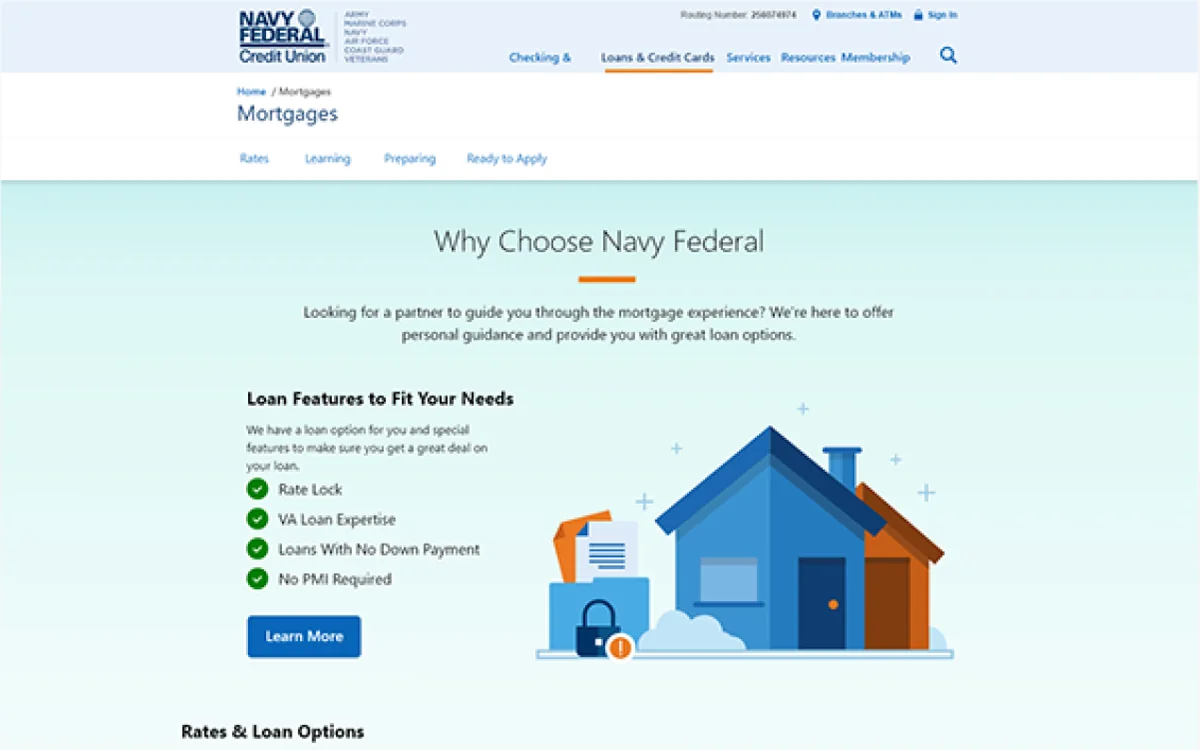 NAVY
FEDERAL
Credit Union
ARMY
MARINE CORPS
NAVY
AIR FORCE
COAST GUARD
VETERANS
Routing Number: 256074974 Branches & ATMs Sign In
Checking & Loans & Credit Cards Services Resources Membership
Home / Mortgages
Mortgages
Rates Learning Preparing Ready to Apply
Why Choose Navy Federal
Looking for a partner to guide you through the mortgage experience? We're here to offer
personal guidance and provide you with great loan options.
Loan Features to Fit Your Needs
We have a loan option for you and special
features to make sure you get a great deal on
your loan.
Rate Lock
VA Loan Expertise
Loans With No Down Payment
No PMI Required
Learn More
Rates & Loan Options